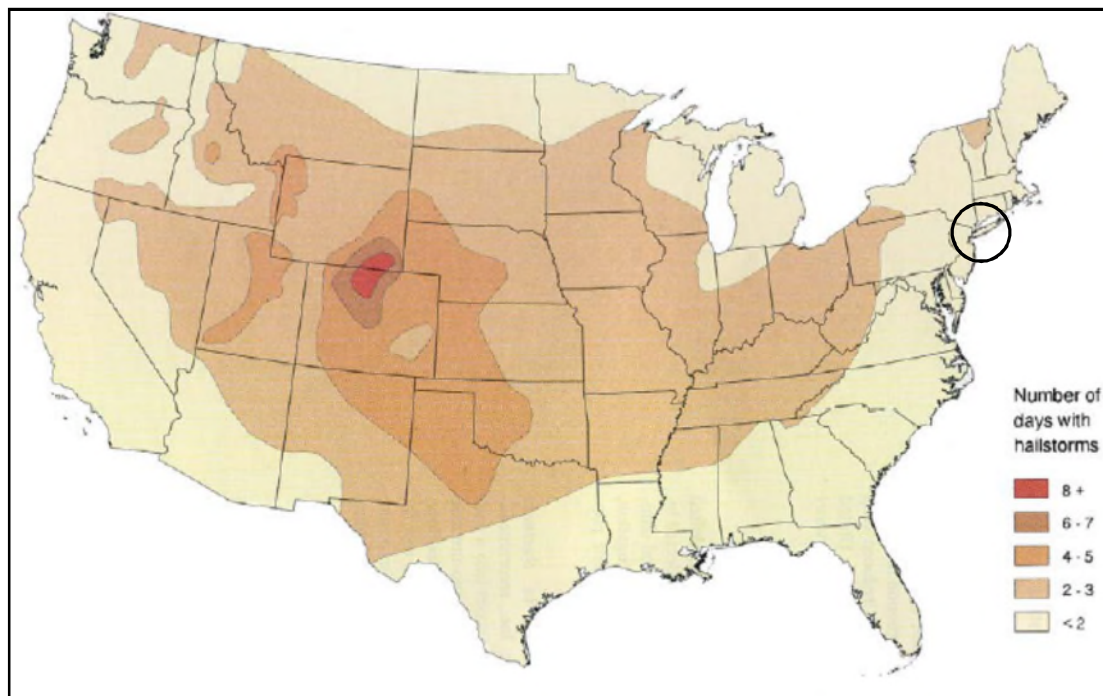 Number of
days with
hailstorms
8 +
6 - 7
4 - 5
2 - 3
< 2